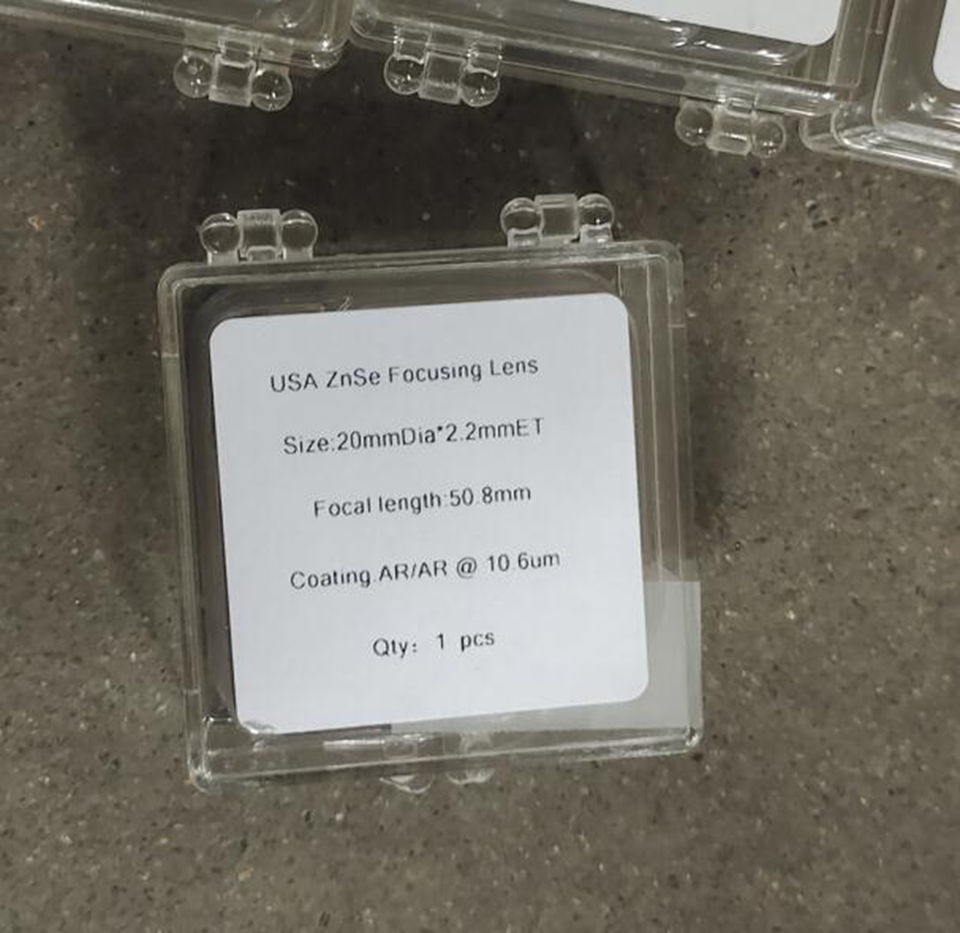 USA ZnSe Focusing Lens
Size:20mmDia*2.2mmET
Focal length:50.8mm
Coating:AR/AR @ 10.6um
Qty: 1 pcs